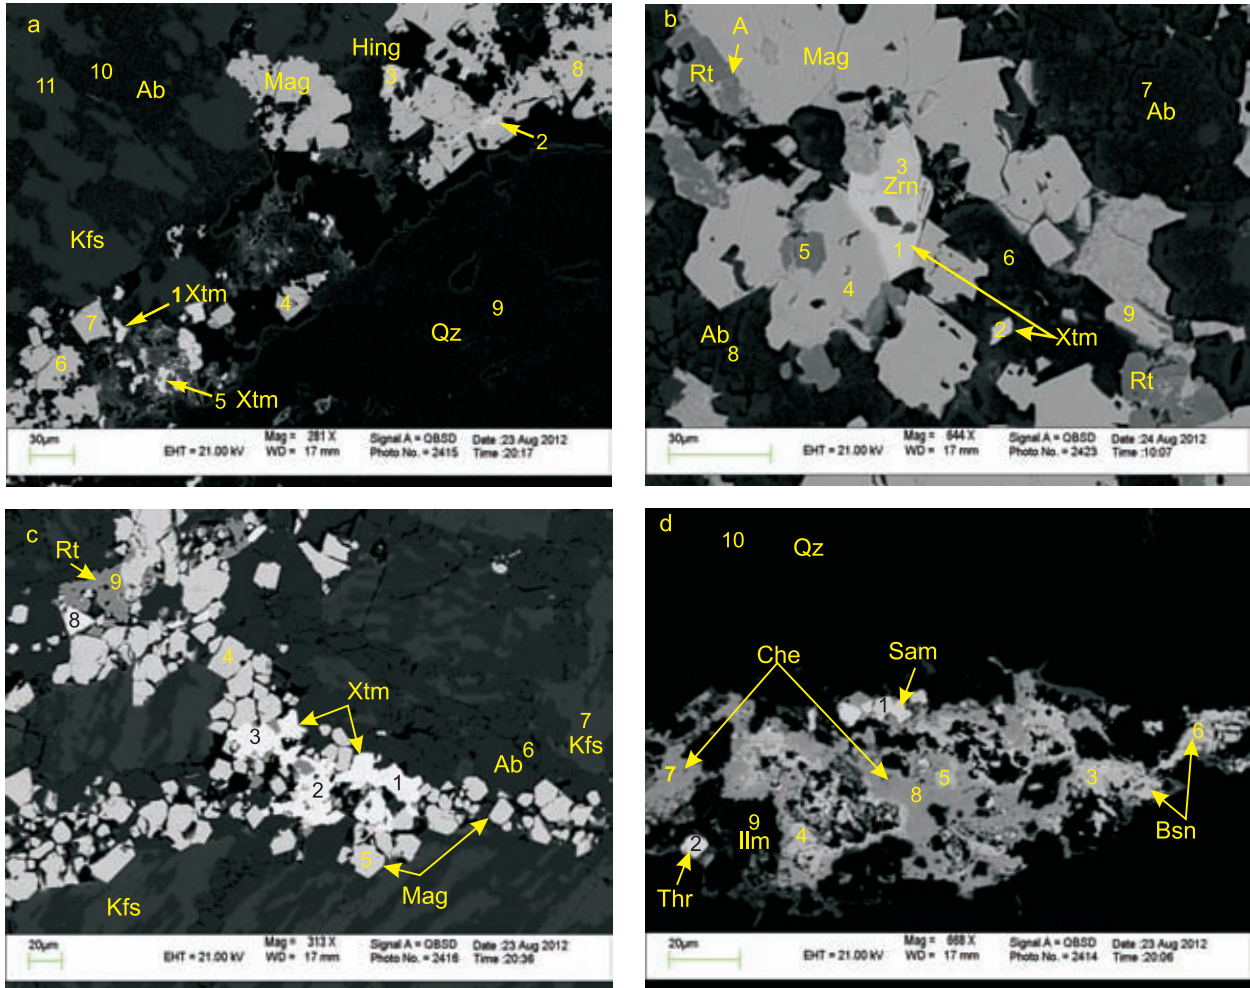 a
Hing
8
10
3
11
Ab
Mag
2
Kfs
1 Xtm
4
9
7
Qz
6
5 Xtm
30µm
EHT = 21.00 kV
Mag = 281 X
WD = 17 mm
Signal A = QBSD
Photo No. = 2415
Date :23 Aug 2012
Time :20:17
b
A
Rt
Mag
7
Ab
3
Zrn
5
1
6
4
9
2
Xtm
Ab
8
Rt
30µm
EHT = 21.00 kV
Mag = 644 X
WD = 17 mm
Signal A = QBSD
Photo No. = 2423
Date :24 Aug 2012
Time :10:07
c
Rt
9
8
4
Xtm
7
3
Kfs
Ab
6
2
1
5
Mag
Kfs
20µm
EHT = 21.00 kV
Mag = 313 X
WD = 17 mm
Signal A = QBSD
Photo No. = 2416
Date :23 Aug 2012
Time :20:36
d
10
Qz
Che
Sam
1
6
7
5
3
8
9
Ilm
4
Bsn
2
Thr
20µm
EHT = 21.00 kV
Mag = 668 X
WD = 17 mm
Signal A = QBSD
Photo No. = 2414
Date :23 Aug 2012
Time :20:06